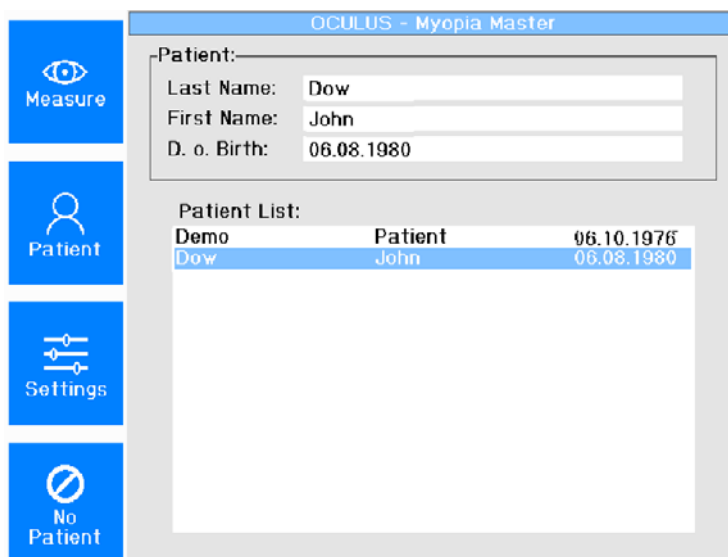 OCULUS - Myopia Master
Measure
Patient
Settings
No
Patient
Patient:
Last Name: Dow
First Name: John
D. o. Birth: 06.08.1980
Patient List:
Demo Patient 06.10.1976
Dow John 06.08.1980